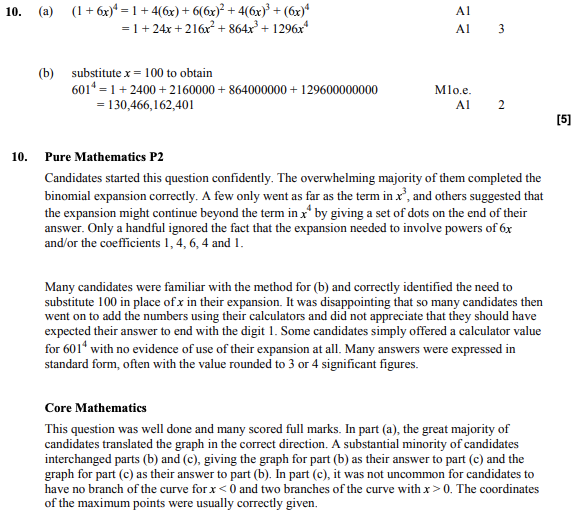 10. (a) (1 + 6x)⁴ = 1 + 4(6x) + 6(6x)² + 4(6x)³ + (6x)⁴ A1
= 1 + 24x + 216x² + 864x³ + 1296x⁴ A1 3
(b) substitute x = 100 to obtain
601⁴ = 1 + 2400 + 2160000 + 864000000 + 129600000000 M1o.e.
= 130,466,162,401 A1 2
[5]
10. Pure Mathematics P2
Candidates started this question confidently. The overwhelming majority of them completed the
binomial expansion correctly. A few only went as far as the term in x³, and others suggested that
the expansion might continue beyond the term in x⁴ by giving a set of dots on the end of their
answer. Only a handful ignored the fact that the expansion needed to involve powers of 6x
and/or the coefficients 1, 4, 6, 4 and 1.
Many candidates were familiar with the method for (b) and correctly identified the need to
substitute 100 in place of x in their expansion. It was disappointing that so many candidates then
went on to add the numbers using their calculators and did not appreciate that they should have
expected their answer to end with the digit 1. Some candidates simply offered a calculator value
for 601⁴ with no evidence of use of their expansion at all. Many answers were expressed in
standard form, often with the value rounded to 3 or 4 significant figures.
Core Mathematics
This question was well done and many scored full marks. In part (a), the great majority of
candidates translated the graph in the correct direction. A substantial minority of candidates
interchanged parts (b) and (c), giving the graph for part (b) as their answer to part (c) and the
graph for part (c) as their answer to part (b). In part (c), it was not uncommon for candidates to
have no branch of the curve for x < 0 and two branches of the curve with x > 0. The coordinates
of the maximum points were usually correctly given.